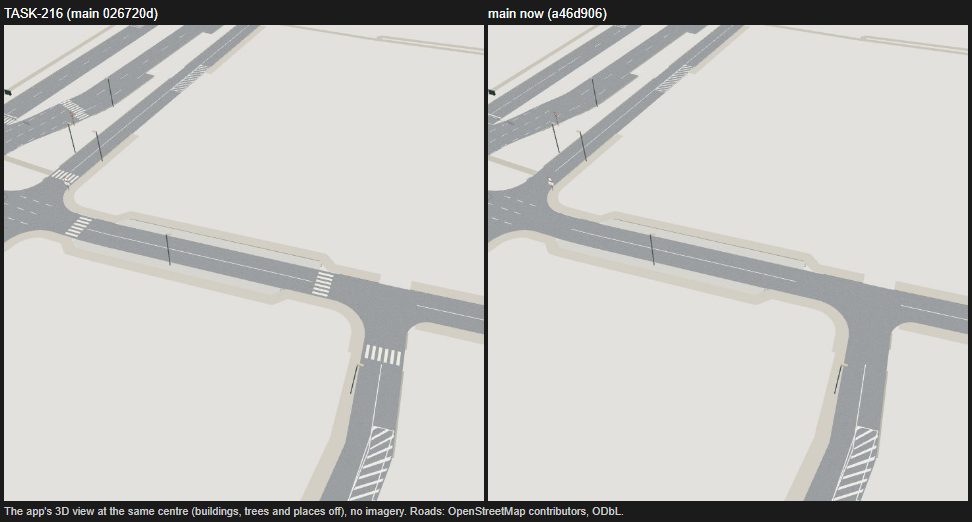 TASK-216 (main 026720d)
main now (a46d906)
The app's 3D view at the same centre (buildings, trees and places off), no imagery. Roads: OpenStreetMap contributors, ODbL.